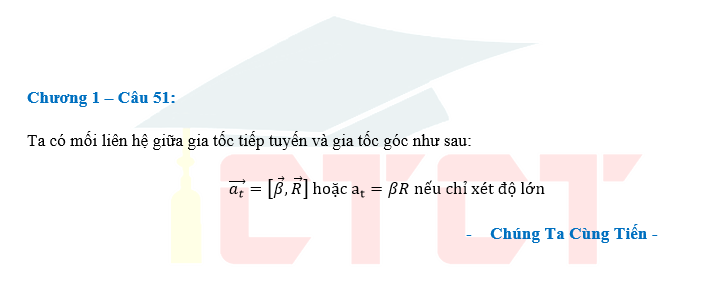 Chương 1 – Câu 51:
Ta có mối liên hệ giữa gia tốc tiếp tuyến và gia tốc góc như sau:
$\overrightarrow{a_t} = [\vec{\beta}, \vec{R}]$ hoặc $a_t = \beta R$ nếu chỉ xét độ lớn
- Chúng Ta Cùng Tiến -
CTCT